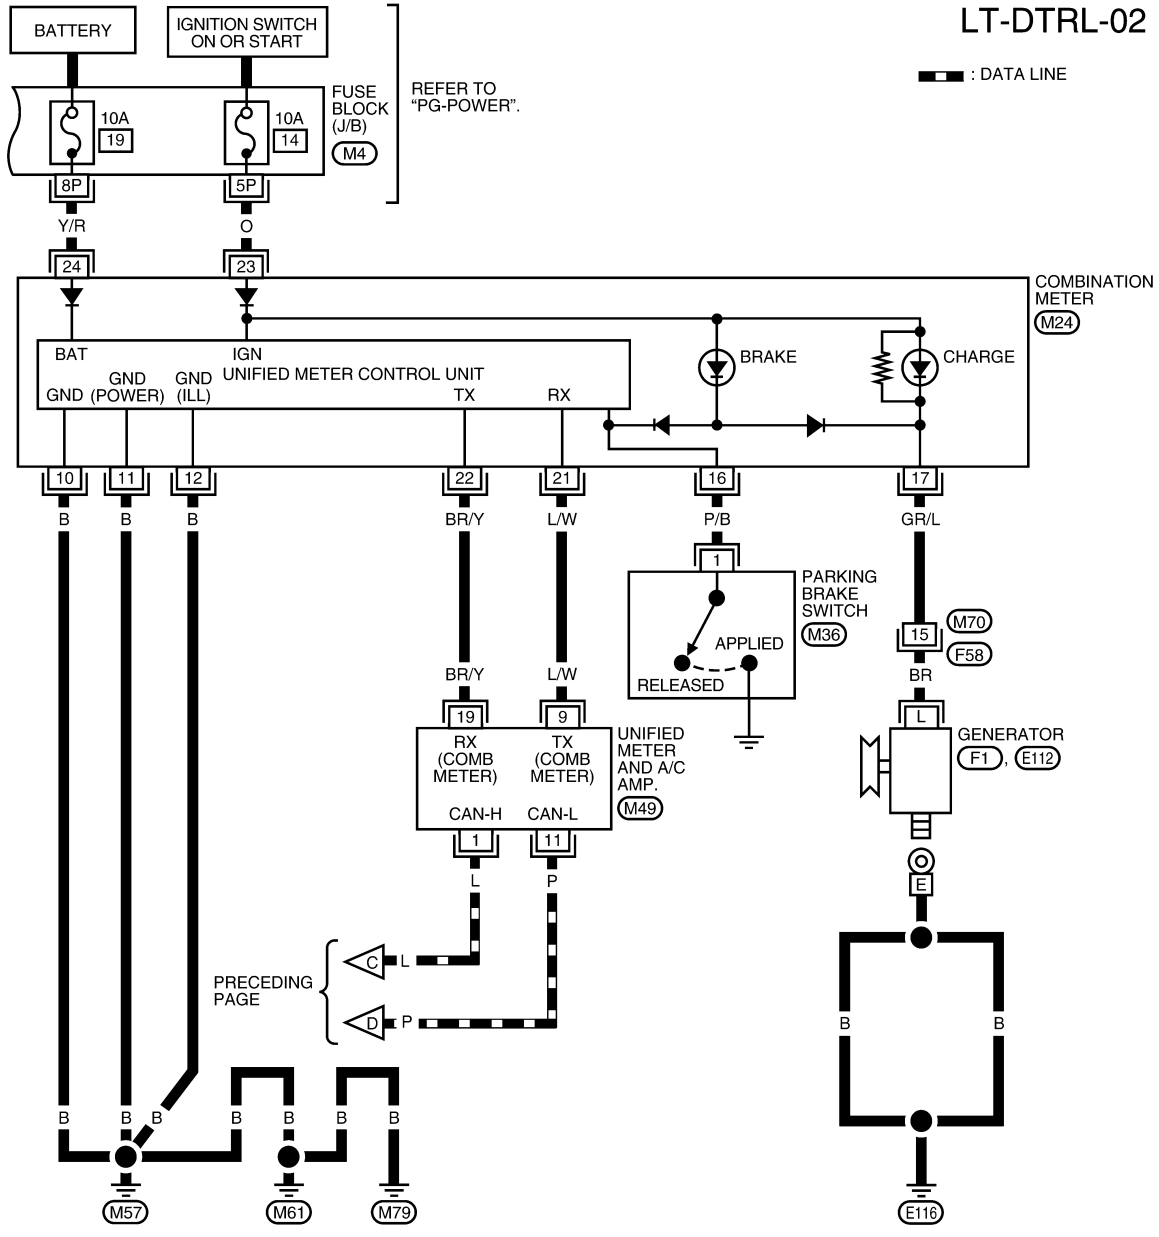 LT-DTRL-02
: DATA LINE
BATTERY
IGNITION SWITCH
ON OR START
REFER TO
“PG-POWER”.
FUSE
BLOCK
(J/B)
M4
10A
19
10A
14
8P
5P
Y/R
O
24
23
COMBINATION
METER
M24
BAT
IGN
UNIFIED METER CONTROL UNIT
GND
GND
(POWER)
GND
(ILL)
TX
RX
BRAKE
CHARGE
10
11
12
22
21
16
17
B
B
B
BR/Y
L/W
P/B
GR/L
1
PARKING
BRAKE
SWITCH
M36
APPLIED
RELEASED
15
M70
F58
BR
BR/Y
L/W
19
9
L
RX
(COMB
METER)
TX
(COMB
METER)
CAN-H
CAN-L
UNIFIED
METER
AND A/C
AMP.
M49
GENERATOR
F1
,
E112
1
11
L
P
E
PRECEDING
PAGE
C
L
D
P
B
B
B
B
B
B
B
B
B
M57
M61
M79
E116